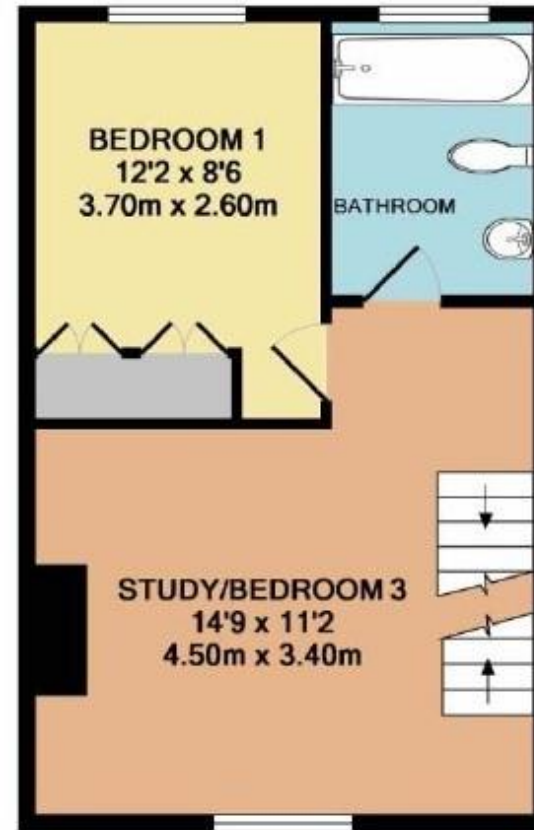 BEDROOM 1
12'2 x 8'6
3.70m x 2.60m
BATHROOM
STUDY/BEDROOM 3
14'9 x 11'2
4.50m x 3.40m